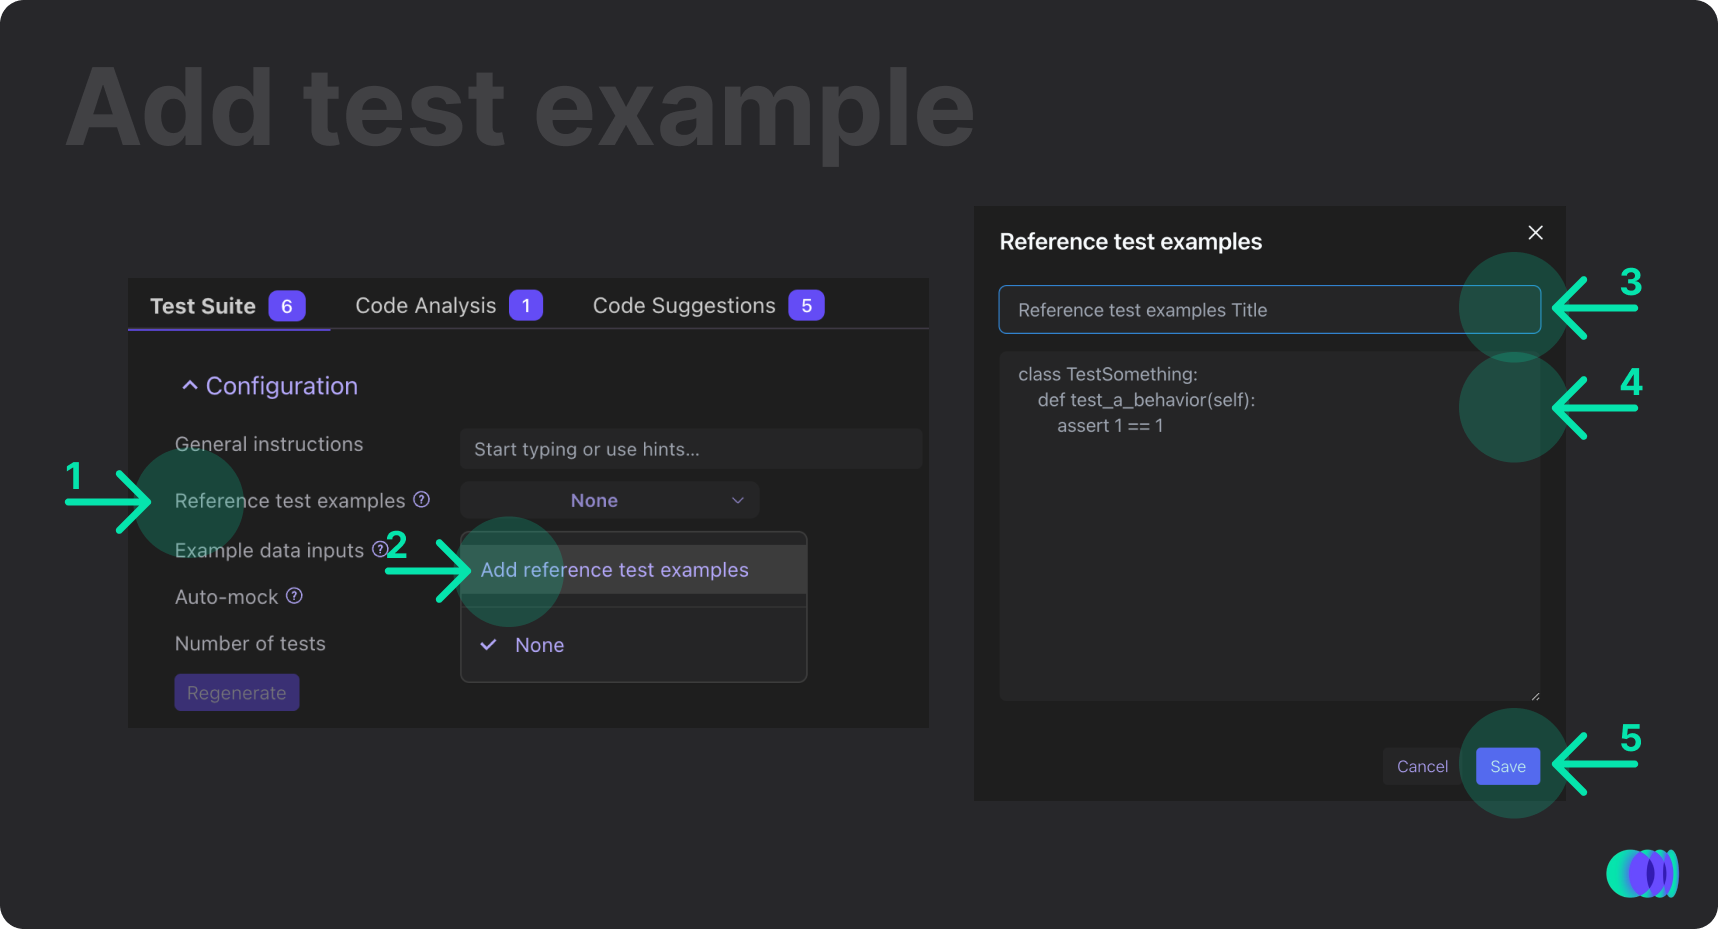 Add test example
Test Suite 6 Code Analysis 1 Code Suggestions 5
Configuration
General instructions Start typing or use hints...
1
Reference test examples ? None
Example data inputs ?
2
Add reference test examples
Auto-mock ?
Number of tests
None
Regenerate
Reference test examples
3
Reference test examples Title
4
class TestSomething:
def test_a_behavior(self):
assert 1 == 1
5
Cancel Save